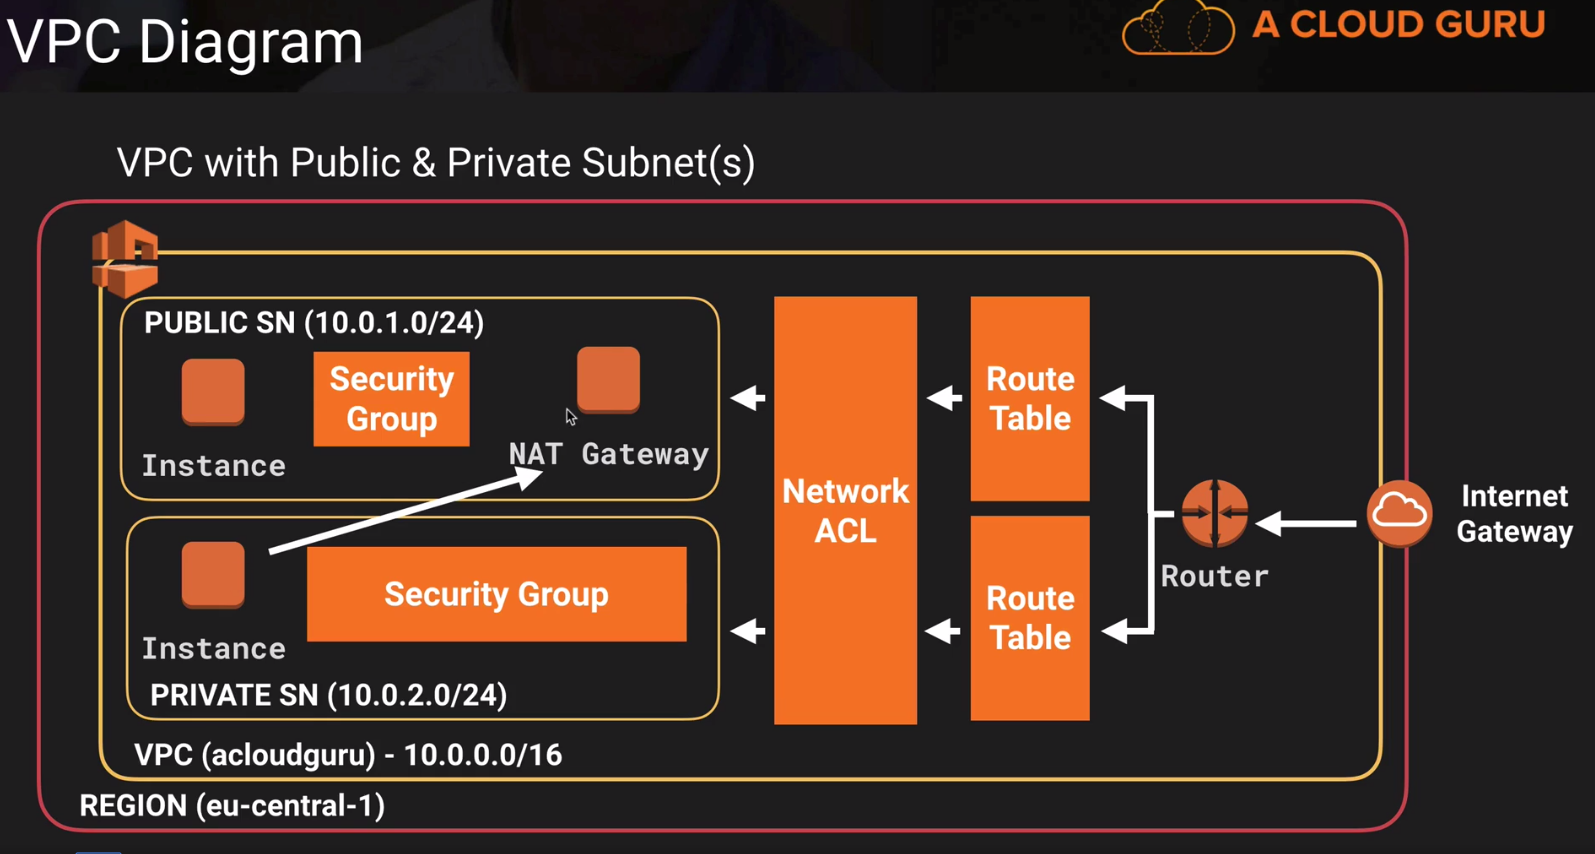 VPC Diagram
A CLOUD GURU
VPC with Public & Private Subnet(s)
PUBLIC SN (10.0.1.0/24)
Security
Group
Instance
NAT Gateway
Security Group
Instance
PRIVATE SN (10.0.2.0/24)
Network
ACL
Route
Table
Route
Table
Router
Internet
Gateway
VPC (acloudguru) - 10.0.0.0/16
REGION (eu-central-1)